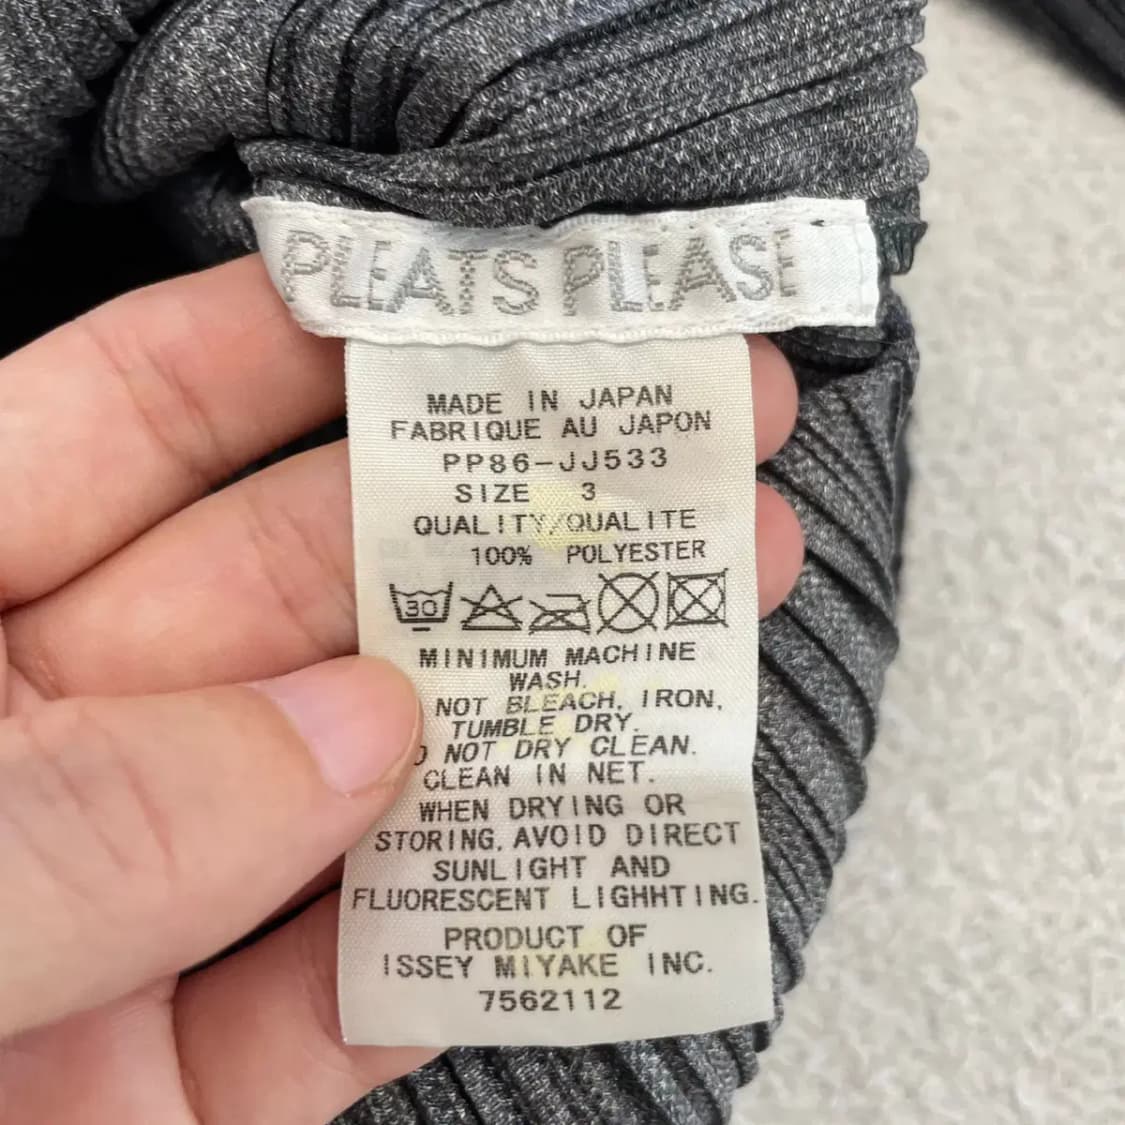 PLEATS PLEASE
MADE IN JAPAN
FABRIQUE AU JAPON
PP86-JJ533
SIZE 3
QUALITY/QUALITE
100% POLYESTER
30
MINIMUM MACHINE
WASH.
NOT BLEACH, IRON,
TUMBLE DRY.
NOT DRY CLEAN.
CLEAN IN NET.
WHEN DRYING OR
STORING, AVOID DIRECT
SUNLIGHT AND
FLUORESCENT LIGHHTING.
PRODUCT OF
ISSEY MIYAKE INC.
7562112